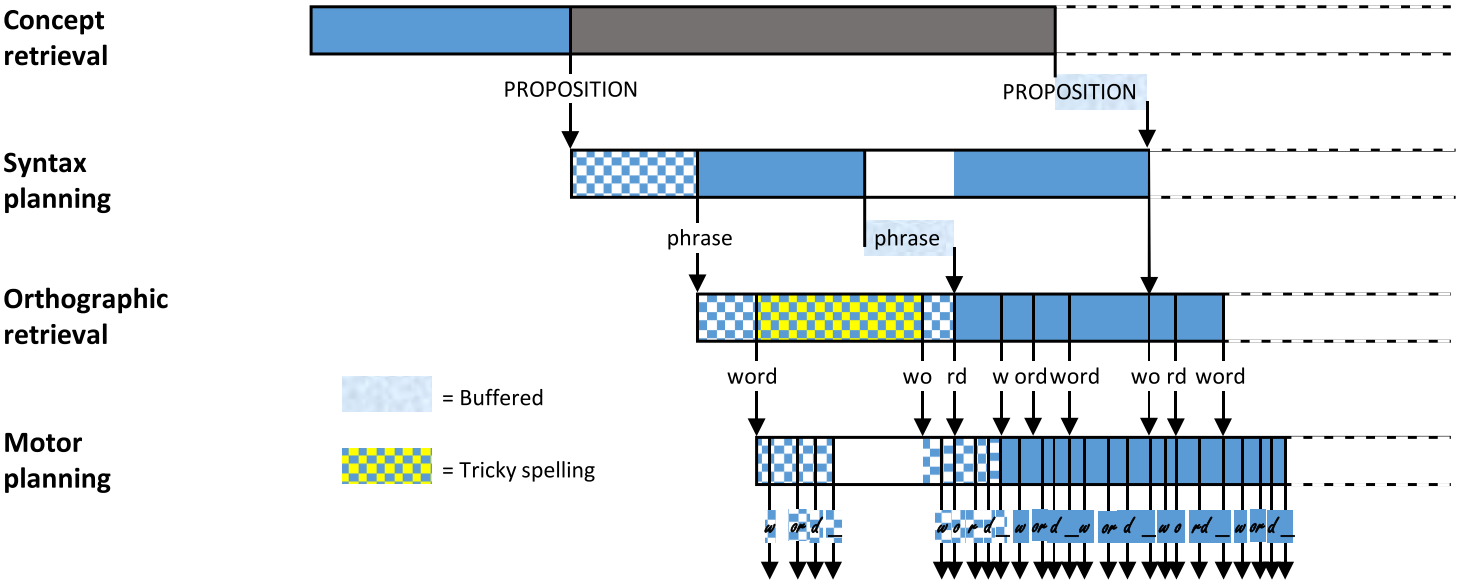 Concept
retrieval
PROPOSITION PROPOSITION
Syntax
planning
phrase phrase
Orthographic
retrieval
word wo rd w ord word wo rd word
= Buffered
Motor
planning
= Tricky spelling
w or d _ w o r d _ w or d _ w or d _ w o rd _ w or d _